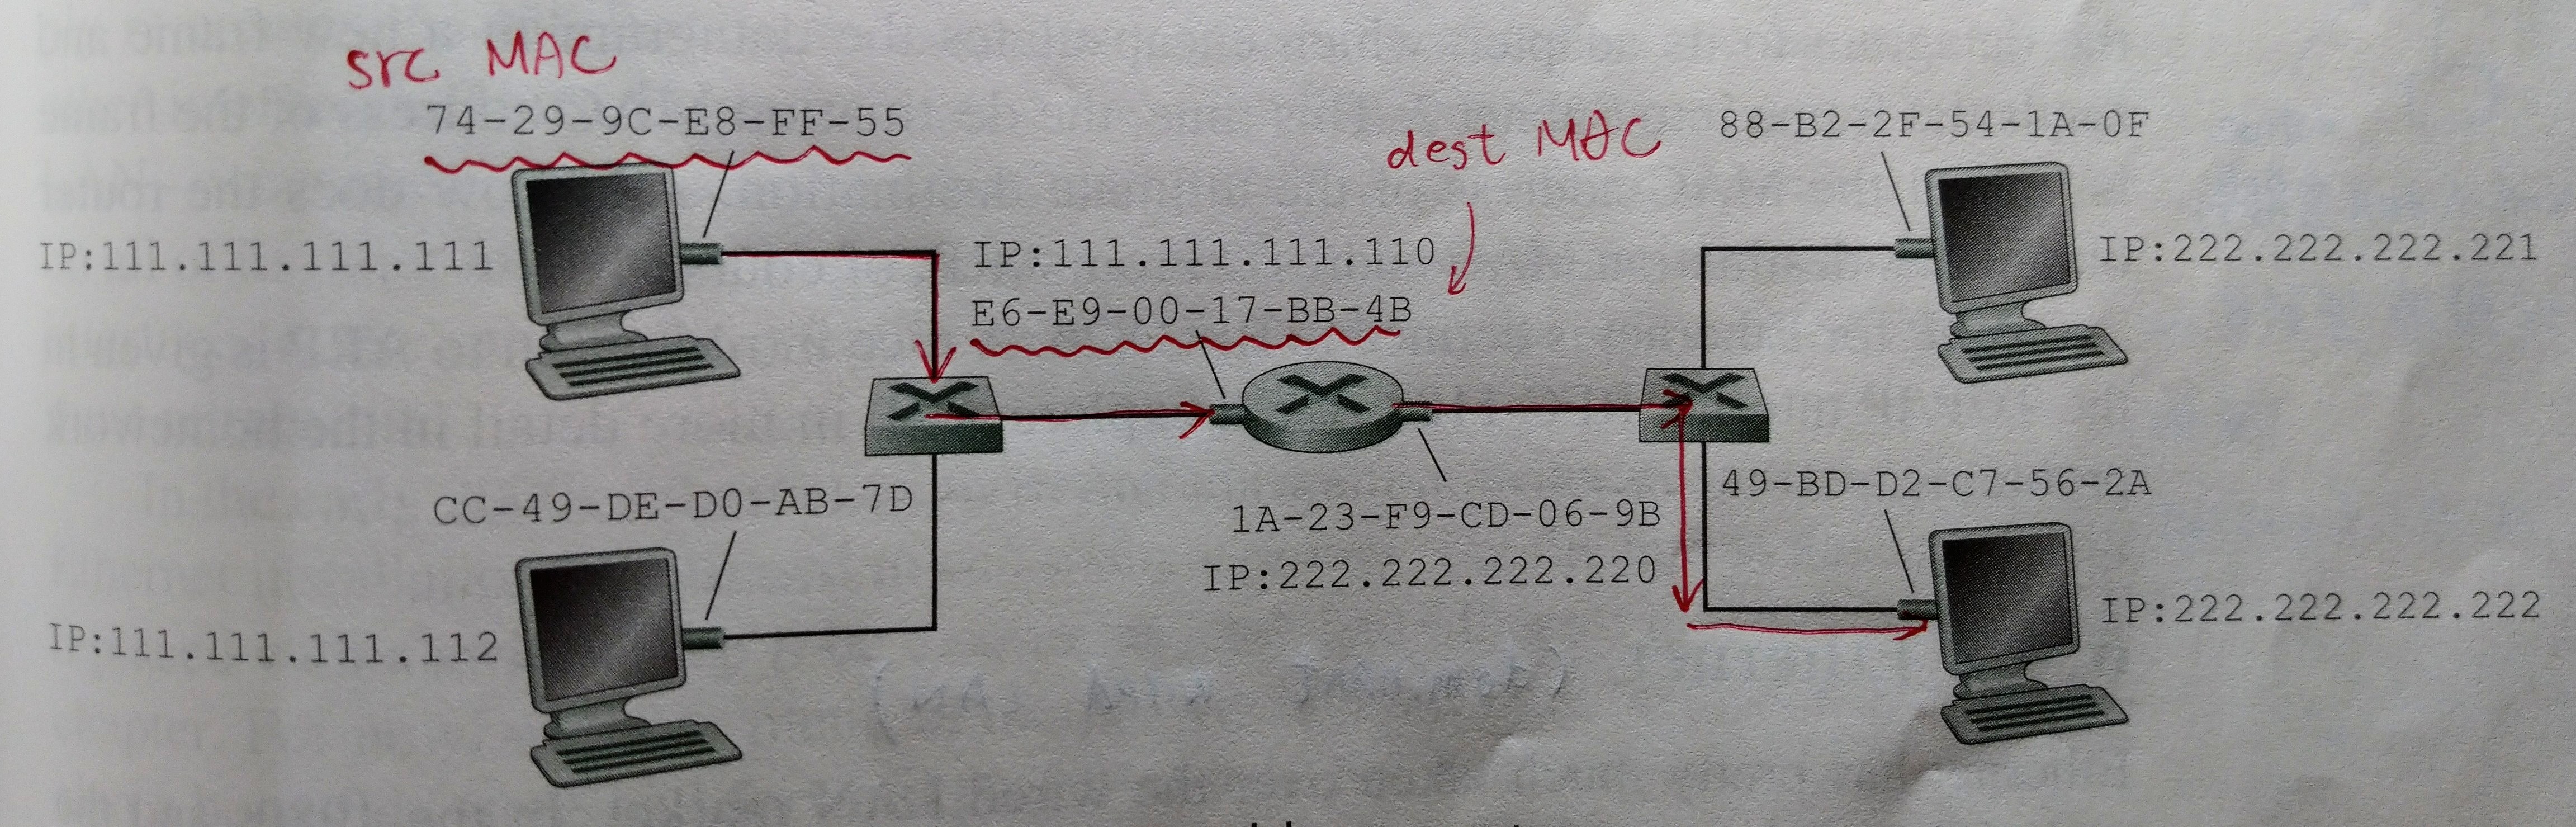 src MAC
74-29-9C-E8-FF-55
dest MAC
88-B2-2F-54-1A-0F
IP:111.111.111.111
IP:111.111.111.110
E6-E9-00-17-BB-4B
IP:222.222.222.221
CC-49-DE-D0-AB-7D
1A-23-F9-CD-06-9B
IP:222.222.222.220
49-BD-D2-C7-56-2A
IP:111.111.111.112
IP:222.222.222.222